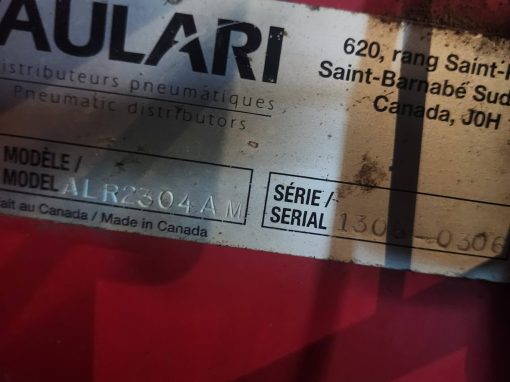 AULARI
istributeurs pneumatiques
Pneumatic distributors
620, rang Saint-
Saint-Barnabé Sud
Canada, J0H
MODÈLE /
MODEL ALR2304AM
SÉRIE /
SERIAL
ait au Canada / Made in Canada